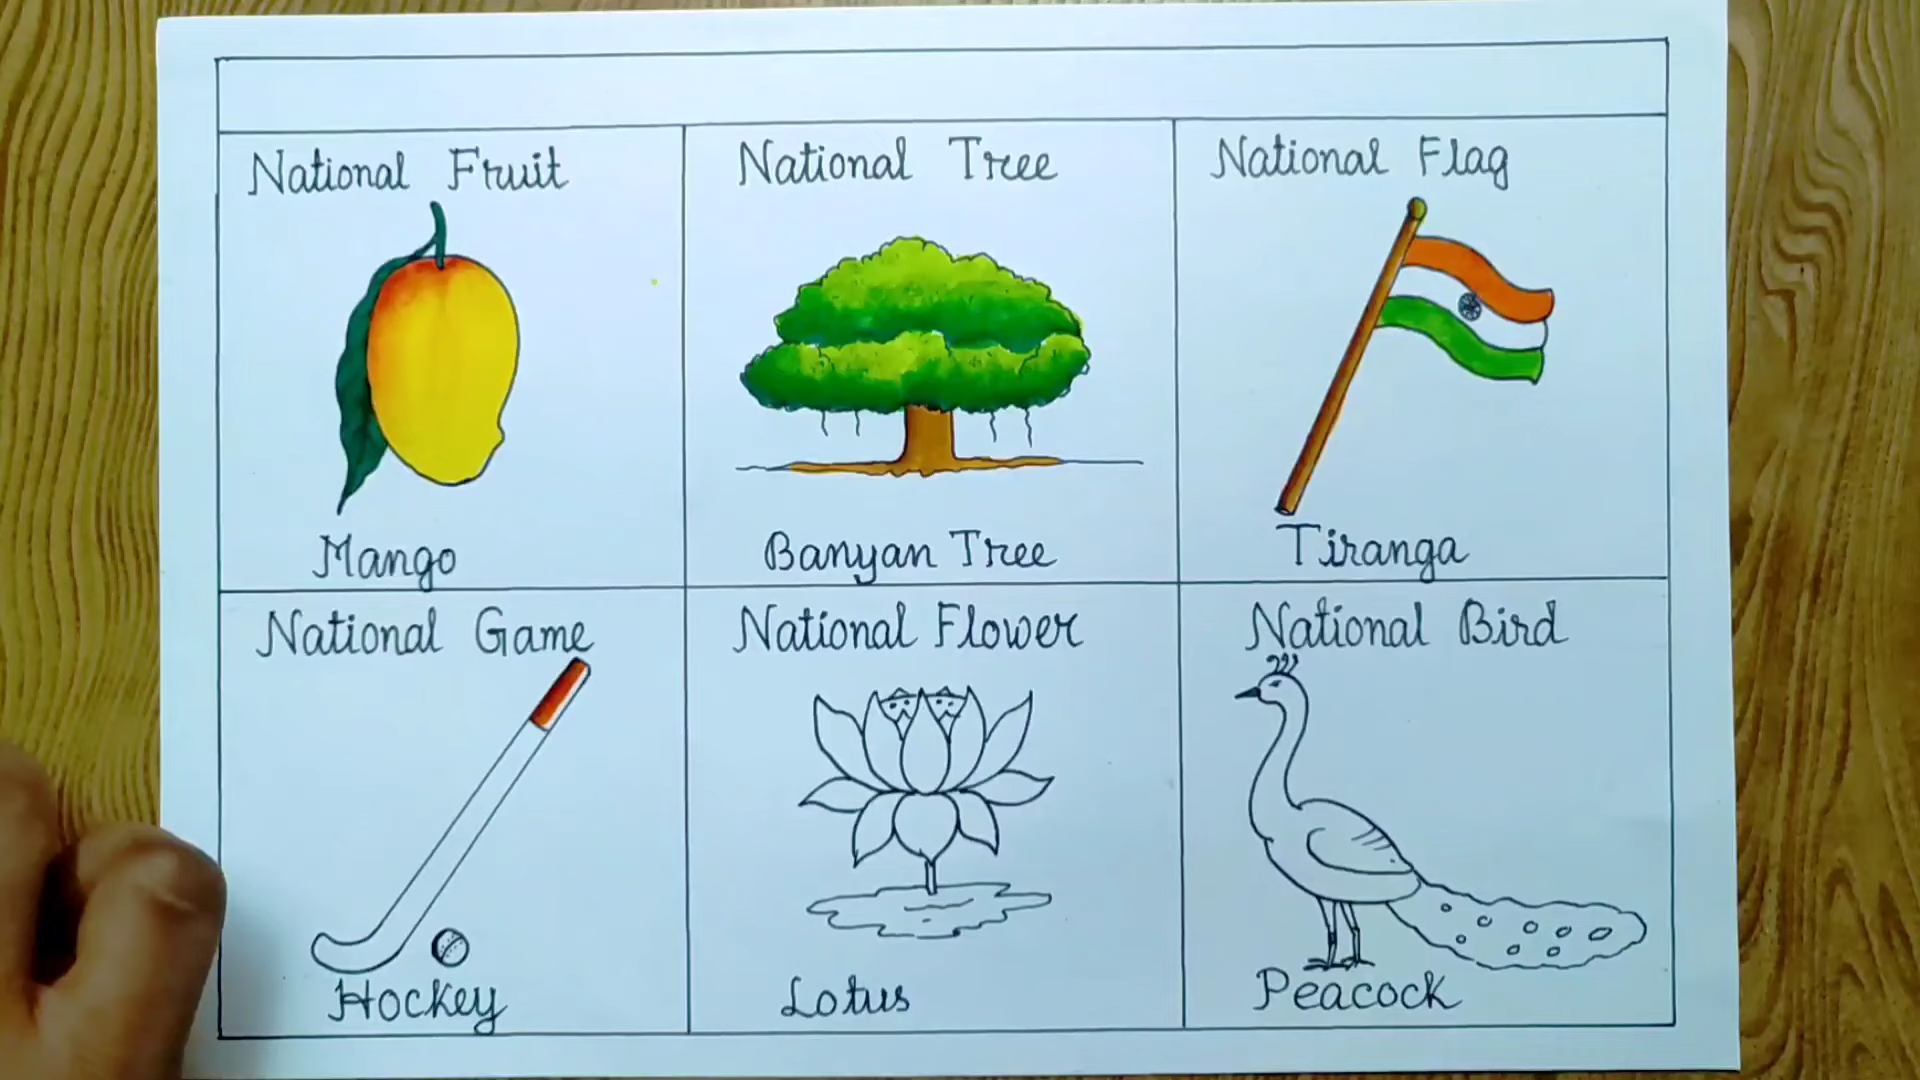 National Fruit
National Tree
National Flag
Mango
Banyan Tree
Tiranga
National Game
National Flower
National Bird
Hockey
Lotus
Peacock